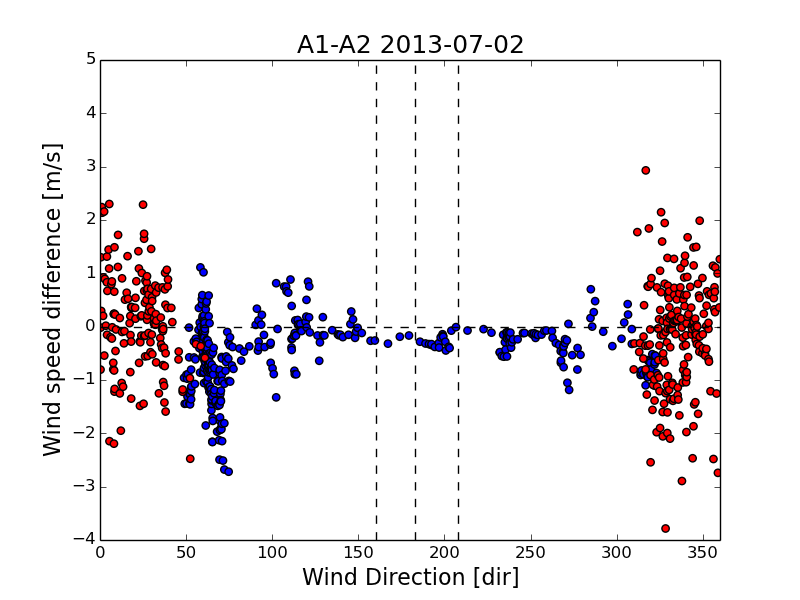 A1-A2 2013-07-02
5
4
3
2
1
0
−1
−2
−3
−4
Wind speed difference [m/s]
0 50 100 150 200 250 300 350
Wind Direction [dir]